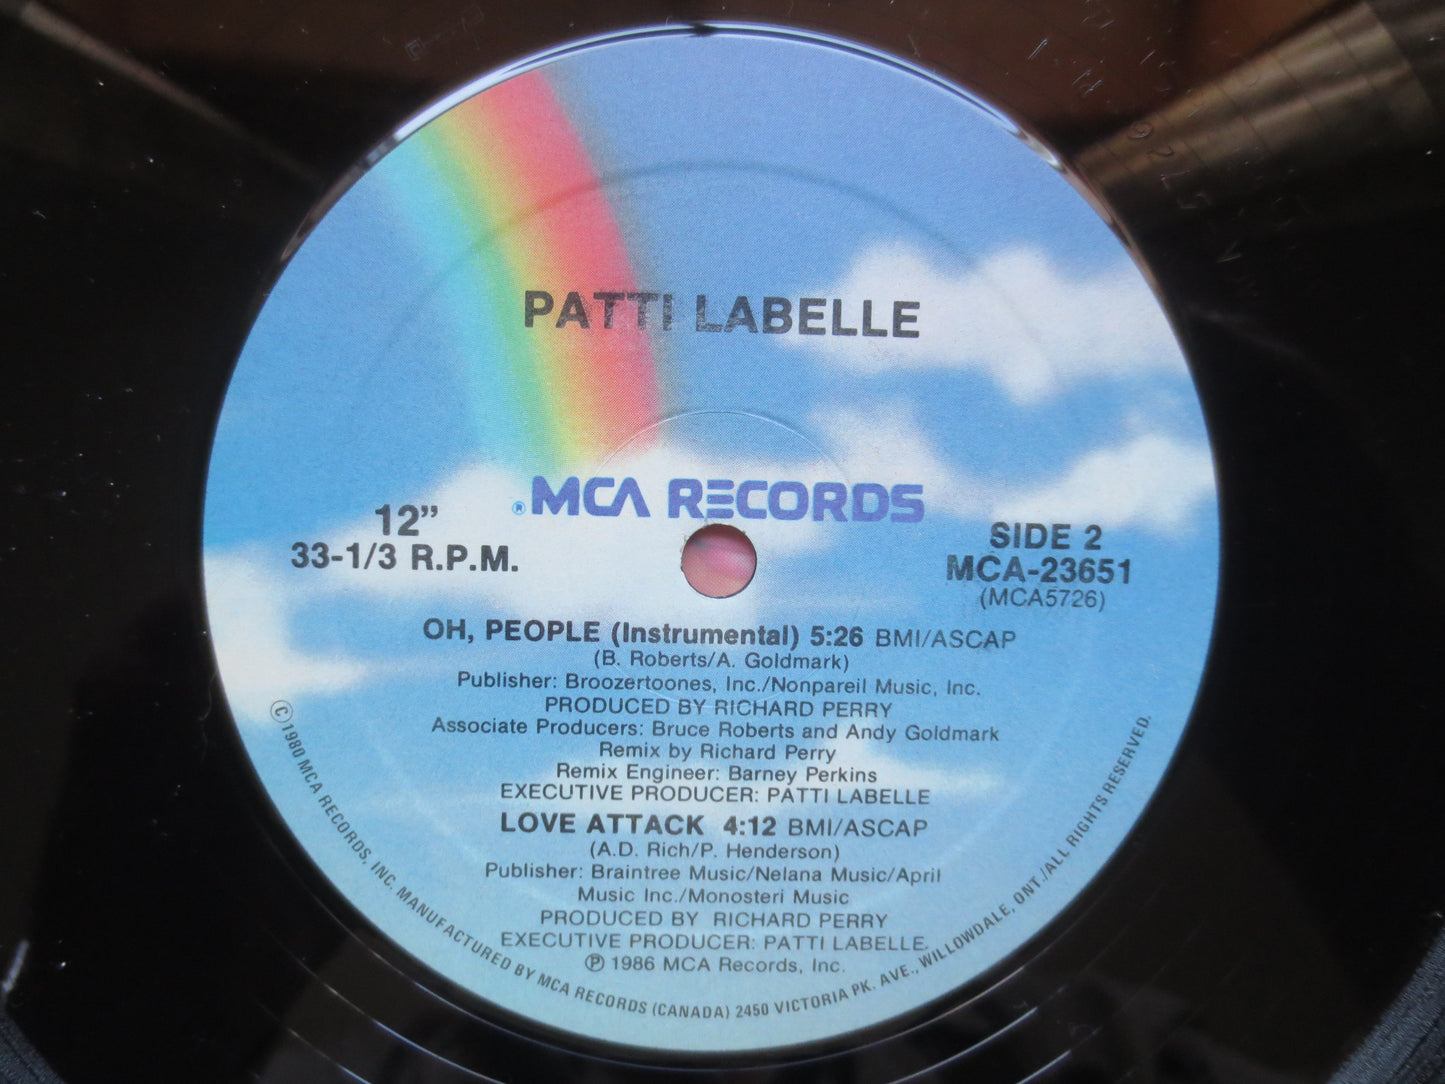 PATTI LABELLE
® MCA RECORDS
12”
33-1/3 R.P.M.
SIDE 2
MCA-23651
(MCA5726)
OH, PEOPLE (Instrumental) 5:26 BMI/ASCAP
(B. Roberts/A. Goldmark)
Publisher: Broozertoones, Inc./Nonpareil Music, Inc.
PRODUCED BY RICHARD PERRY
Associate Producers: Bruce Roberts and Andy Goldmark
Remix by Richard Perry
Remix Engineer: Barney Perkins
EXECUTIVE PRODUCER: PATTI LABELLE
LOVE ATTACK 4:12 BMI/ASCAP
(A.D. Rich/P. Henderson)
Publisher: Braintree Music/Nelana Music/April
Music Inc./Monosteri Music
PRODUCED BY RICHARD PERRY
EXECUTIVE PRODUCER: PATTI LABELLE
℗ 1986 MCA Records, Inc.
©1980 MCA RECORDS, INC. MANUFACTURED BY MCA RECORDS (CANADA) 2450 VICTORIA PK. AVE., WILLOWDALE, ONT./ALL RIGHTS RESERVED.